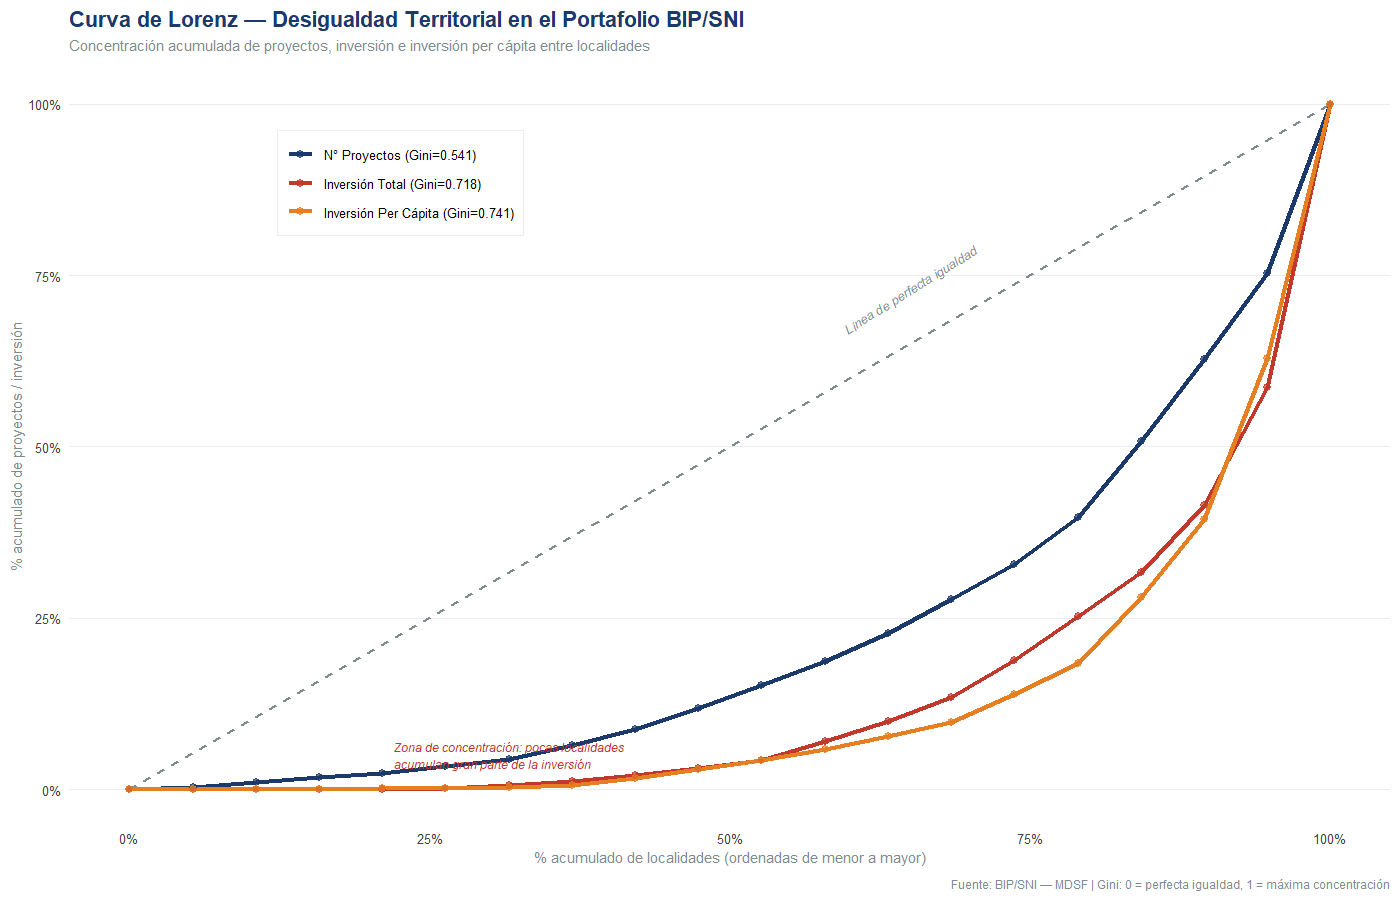 Curva de Lorenz — Desigualdad Territorial en el Portafolio BIP/SNI
Concentración acumulada de proyectos, inversión e inversión per cápita entre localidades
100%
75%
50%
25%
0%
% acumulado de proyectos / inversión
N° Proyectos (Gini=0.541)
Inversión Total (Gini=0.718)
Inversión Per Cápita (Gini=0.741)
Línea de perfecta igualdad
Zona de concentración: pocas localidades
acumulan gran parte de la inversión
0%
25%
50%
75%
100%
% acumulado de localidades (ordenadas de menor a mayor)
Fuente: BIP/SNI — MDSF | Gini: 0 = perfecta igualdad, 1 = máxima concentración